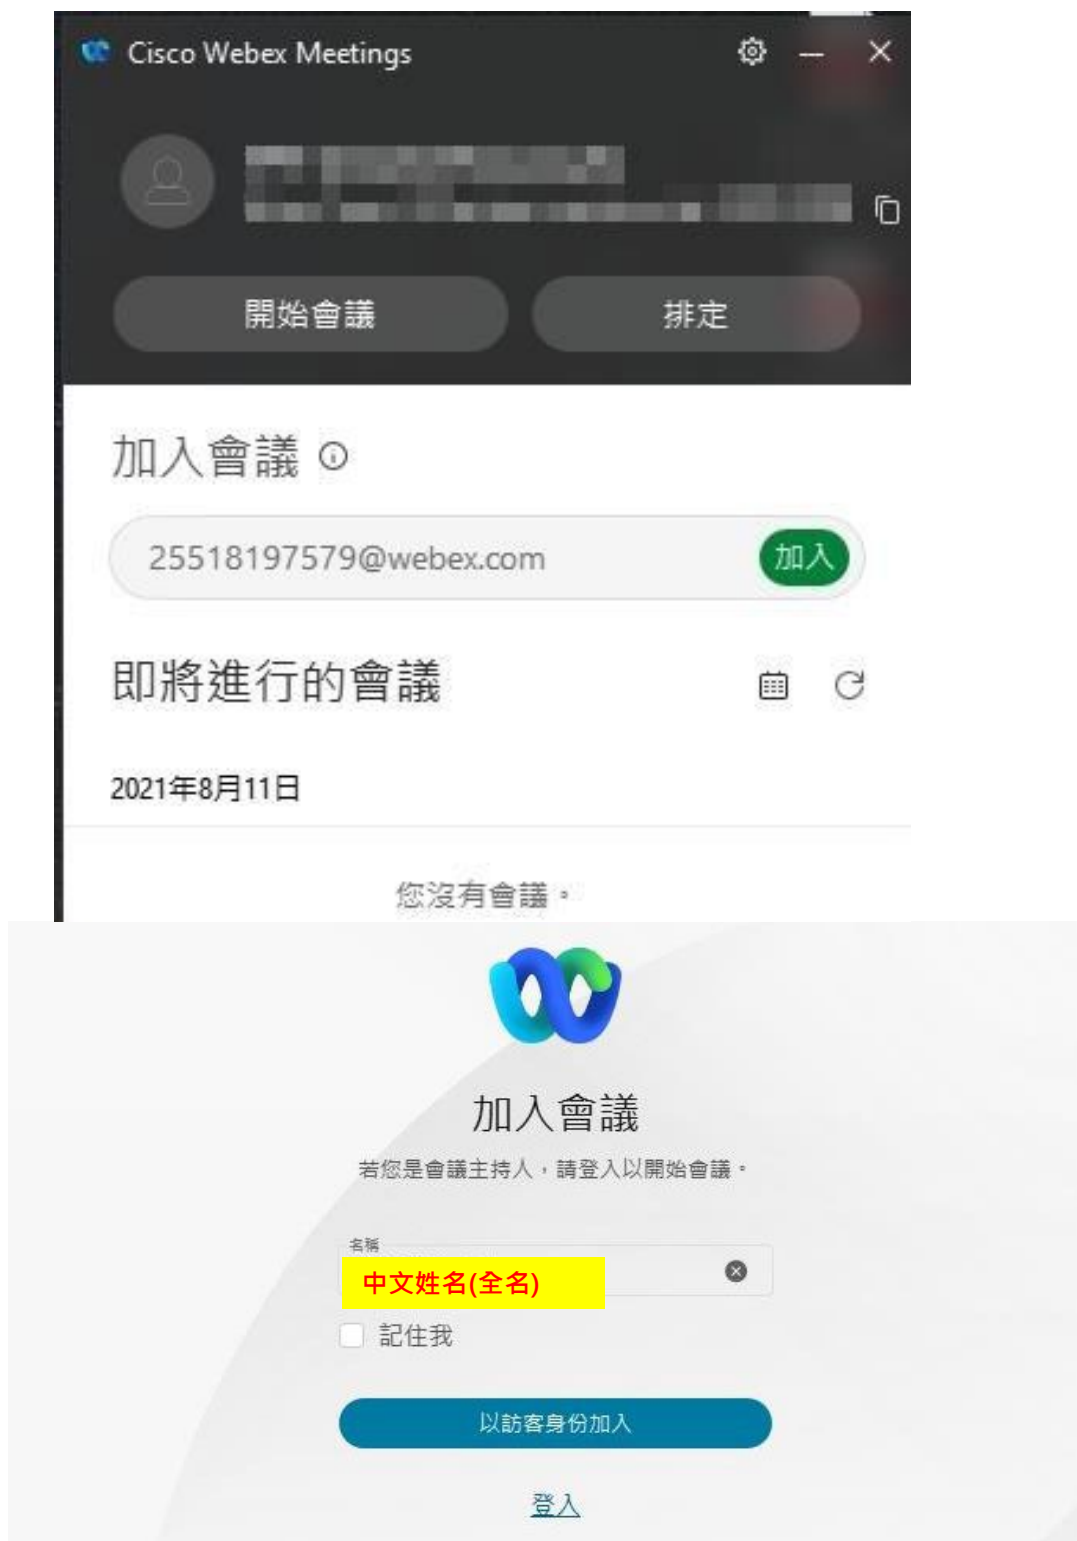 Cisco Webex Meetings
開始會議
排定
加入會議
25518197579@webex.com
加入
即將進行的會議
2021年8月11日
您沒有會議。
加入會議
若您是會議主持人，請登入以開始會議。
名稱
中文姓名(全名)
記住我
以訪客身份加入
登入